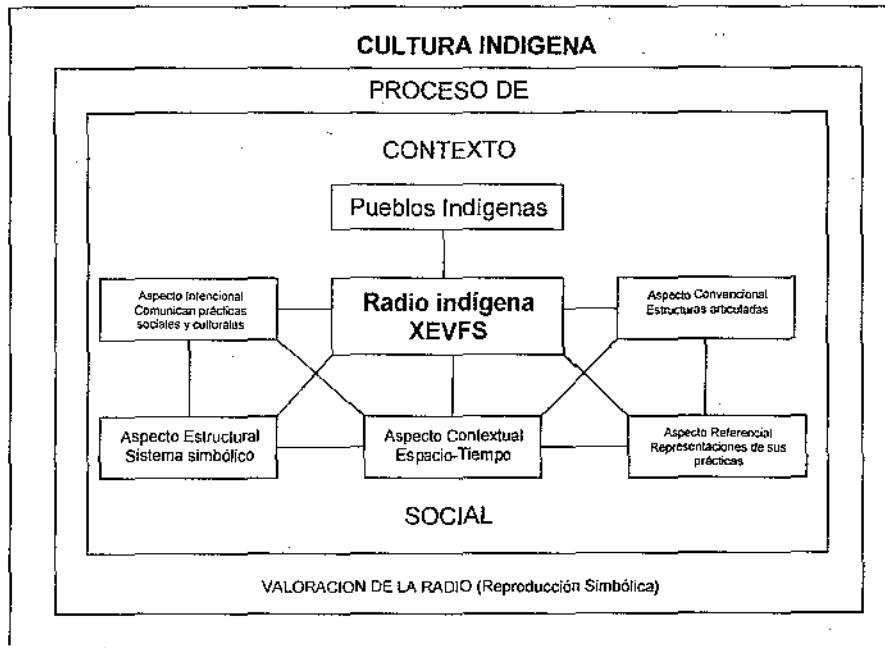 CULTURA INDIGENA
PROCESO DE
CONTEXTO
Pueblos Indígenas
Aspecto Intencional
Comunican prácticas
sociales y culturales
Radio indígena
XEVFS
Aspecto Convencional
Estructuras articuladas
Aspecto Estructural
Sistema simbólico
Aspecto Contextual
Espacio-Tiempo
Aspecto Referencial
Representaciones de sus
prácticas
SOCIAL
VALORACION DE LA RADIO (Reproducción Simbólica)